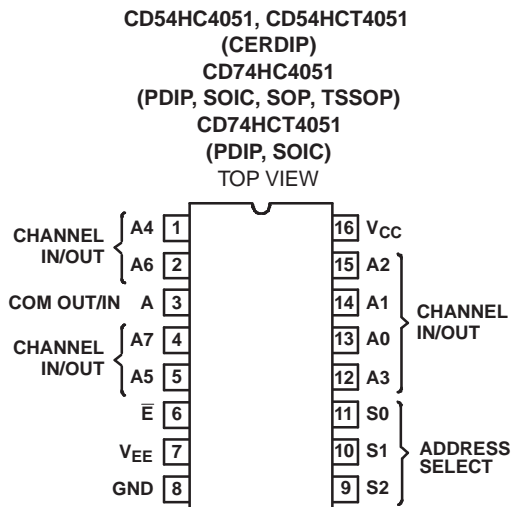 CD54HC4051, CD54HCT4051
(CERDIP)
CD74HC4051
(PDIP, SOIC, SOP, TSSOP)
CD74HCT4051
(PDIP, SOIC)
TOP VIEW
CHANNEL IN/OUT
A4 1
A6 2
COM OUT/IN A 3
CHANNEL IN/OUT
A7 4
A5 5
E̅ 6
VEE 7
GND 8
16 VCC
15 A2
14 A1
13 A0
12 A3
CHANNEL IN/OUT
11 S0
10 S1
9 S2
ADDRESS SELECT